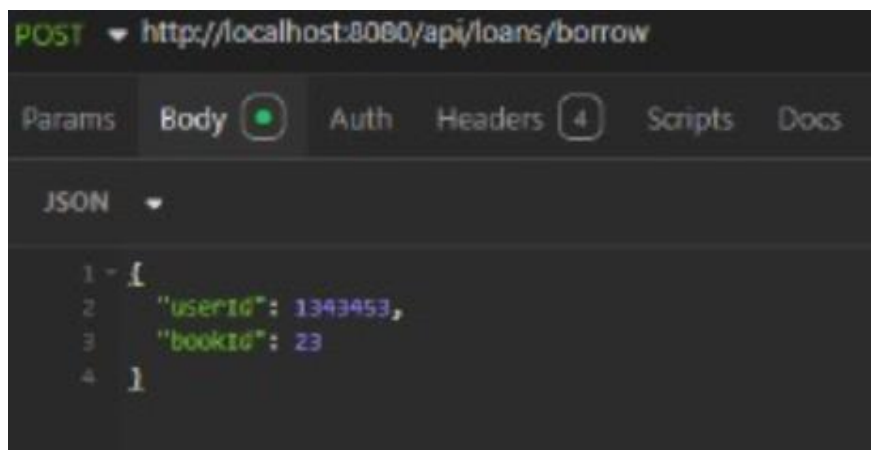 POST http://localhost:8080/api/loans/borrow
Params Body Auth Headers 4 Scripts Docs
JSON
1 {
2 "userId": 1343453,
3 "bookId": 23
4 }